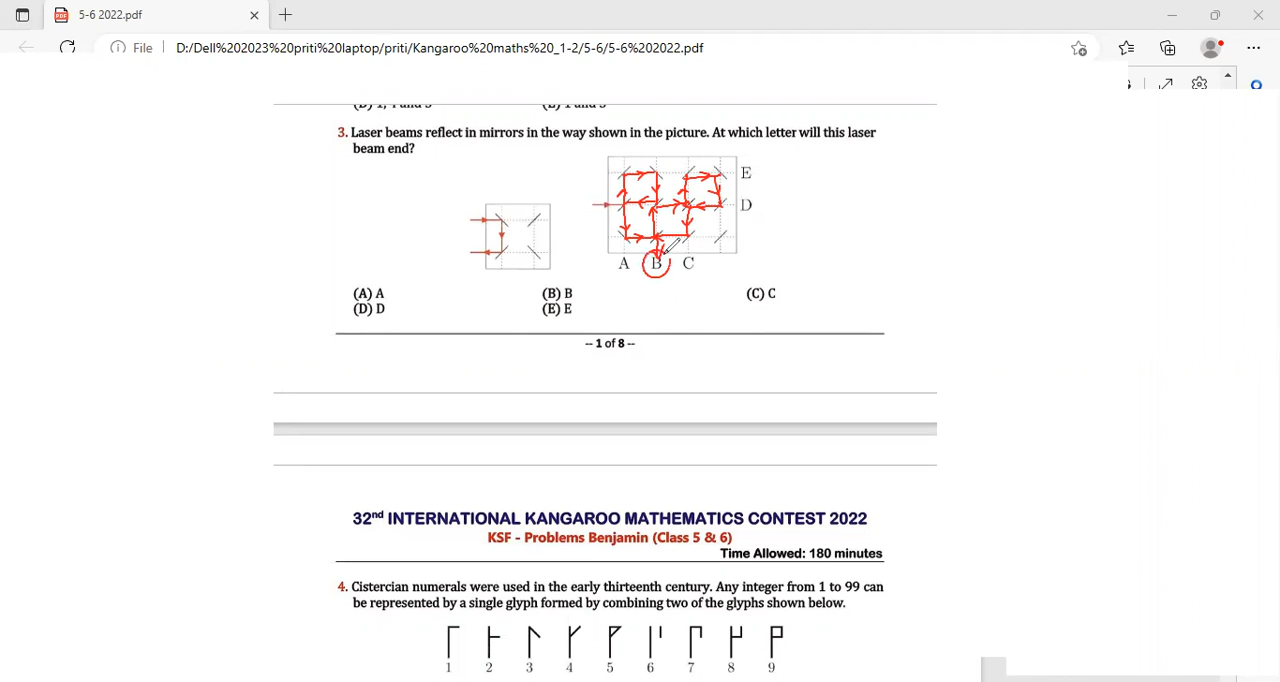 5-6 2022.pdf
File
D:/Dell%202023%20priti%20laptop/priti/Kangaroo%20maths%20_1-2/5-6/5-6%202022.pdf
3. Laser beams reflect in mirrors in the way shown in the picture. At which letter will this laser
beam end?
E
D
A B C
(A) A (B) B (C) C
(D) D (E) E
-- 1 of 8 --
32nd INTERNATIONAL KANGAROO MATHEMATICS CONTEST 2022
KSF - Problems Benjamin (Class 5 & 6)
Time Allowed: 180 minutes
4. Cistercian numerals were used in the early thirteenth century. Any integer from 1 to 99 can
be represented by a single glyph formed by combining two of the glyphs shown below.
1 2 3 4 5 6 7 8 9